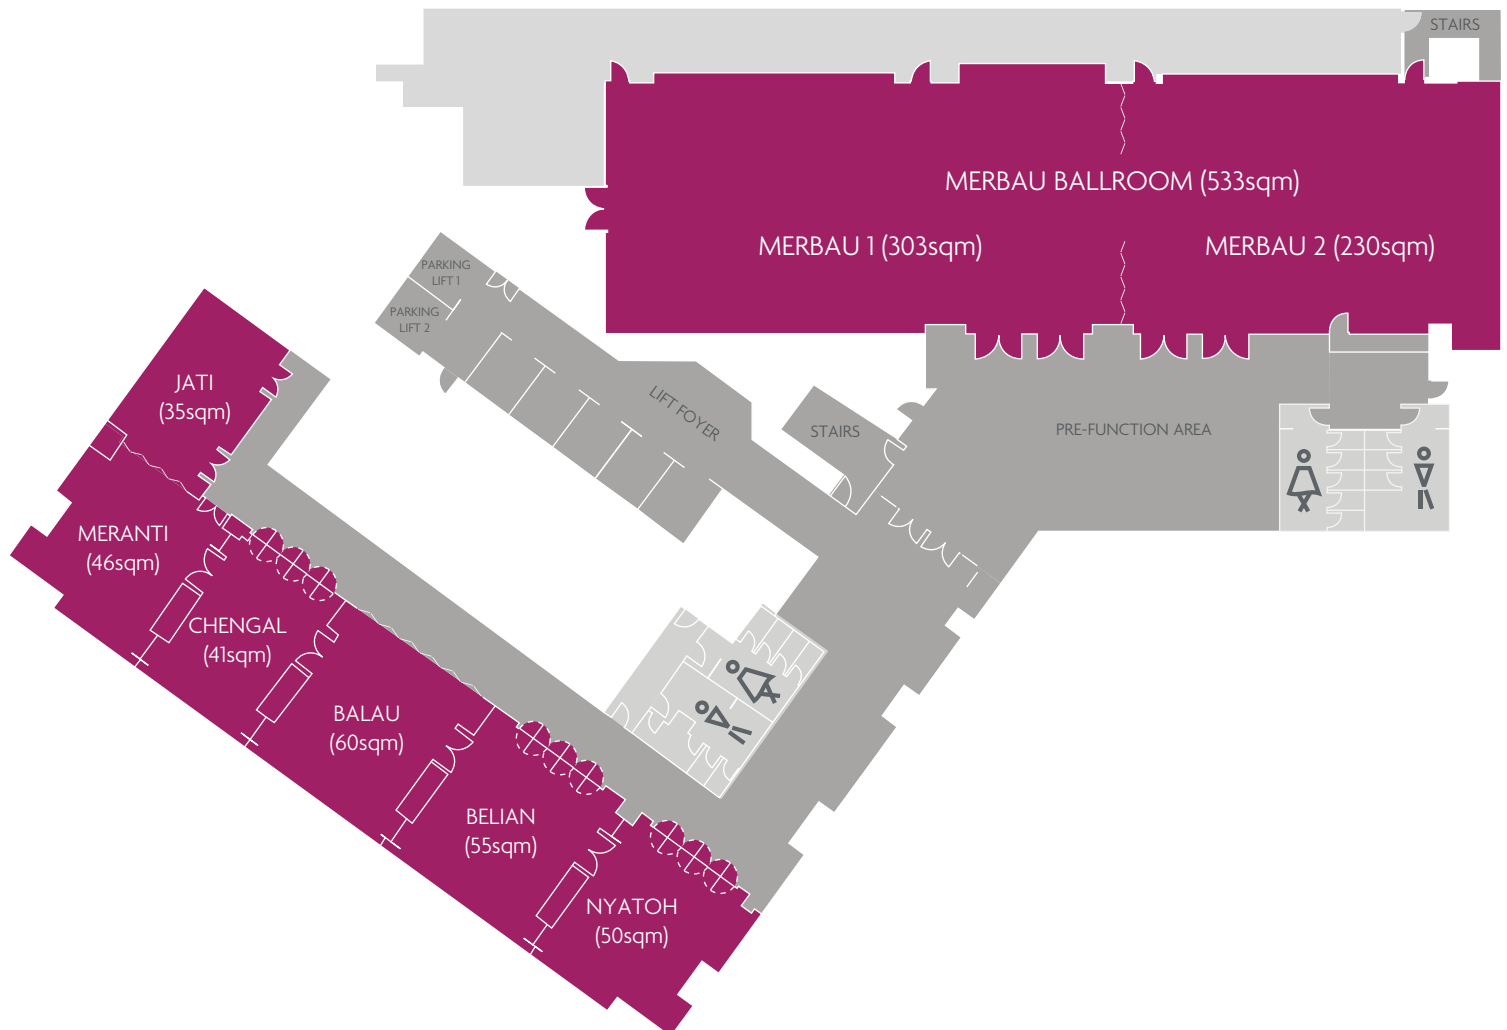 STAIRS
MERBAU BALLROOM (533sqm)
MERBAU 1 (303sqm)
MERBAU 2 (230sqm)
PARKING
LIFT 1
PARKING
LIFT 2
JATI
(35sqm)
LIFT FOYER
STAIRS
PRE-FUNCTION AREA
MERANTI
(46sqm)
CHENGAL
(41sqm)
BALAU
(60sqm)
BELIAN
(55sqm)
NYATOH
(50sqm)